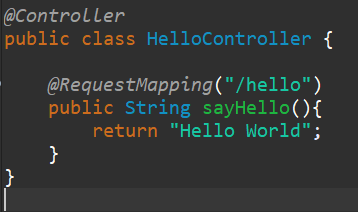 @Controller
public class HelloController {
@RequestMapping("/hello")
public String sayHello(){
return "Hello World";
}
}